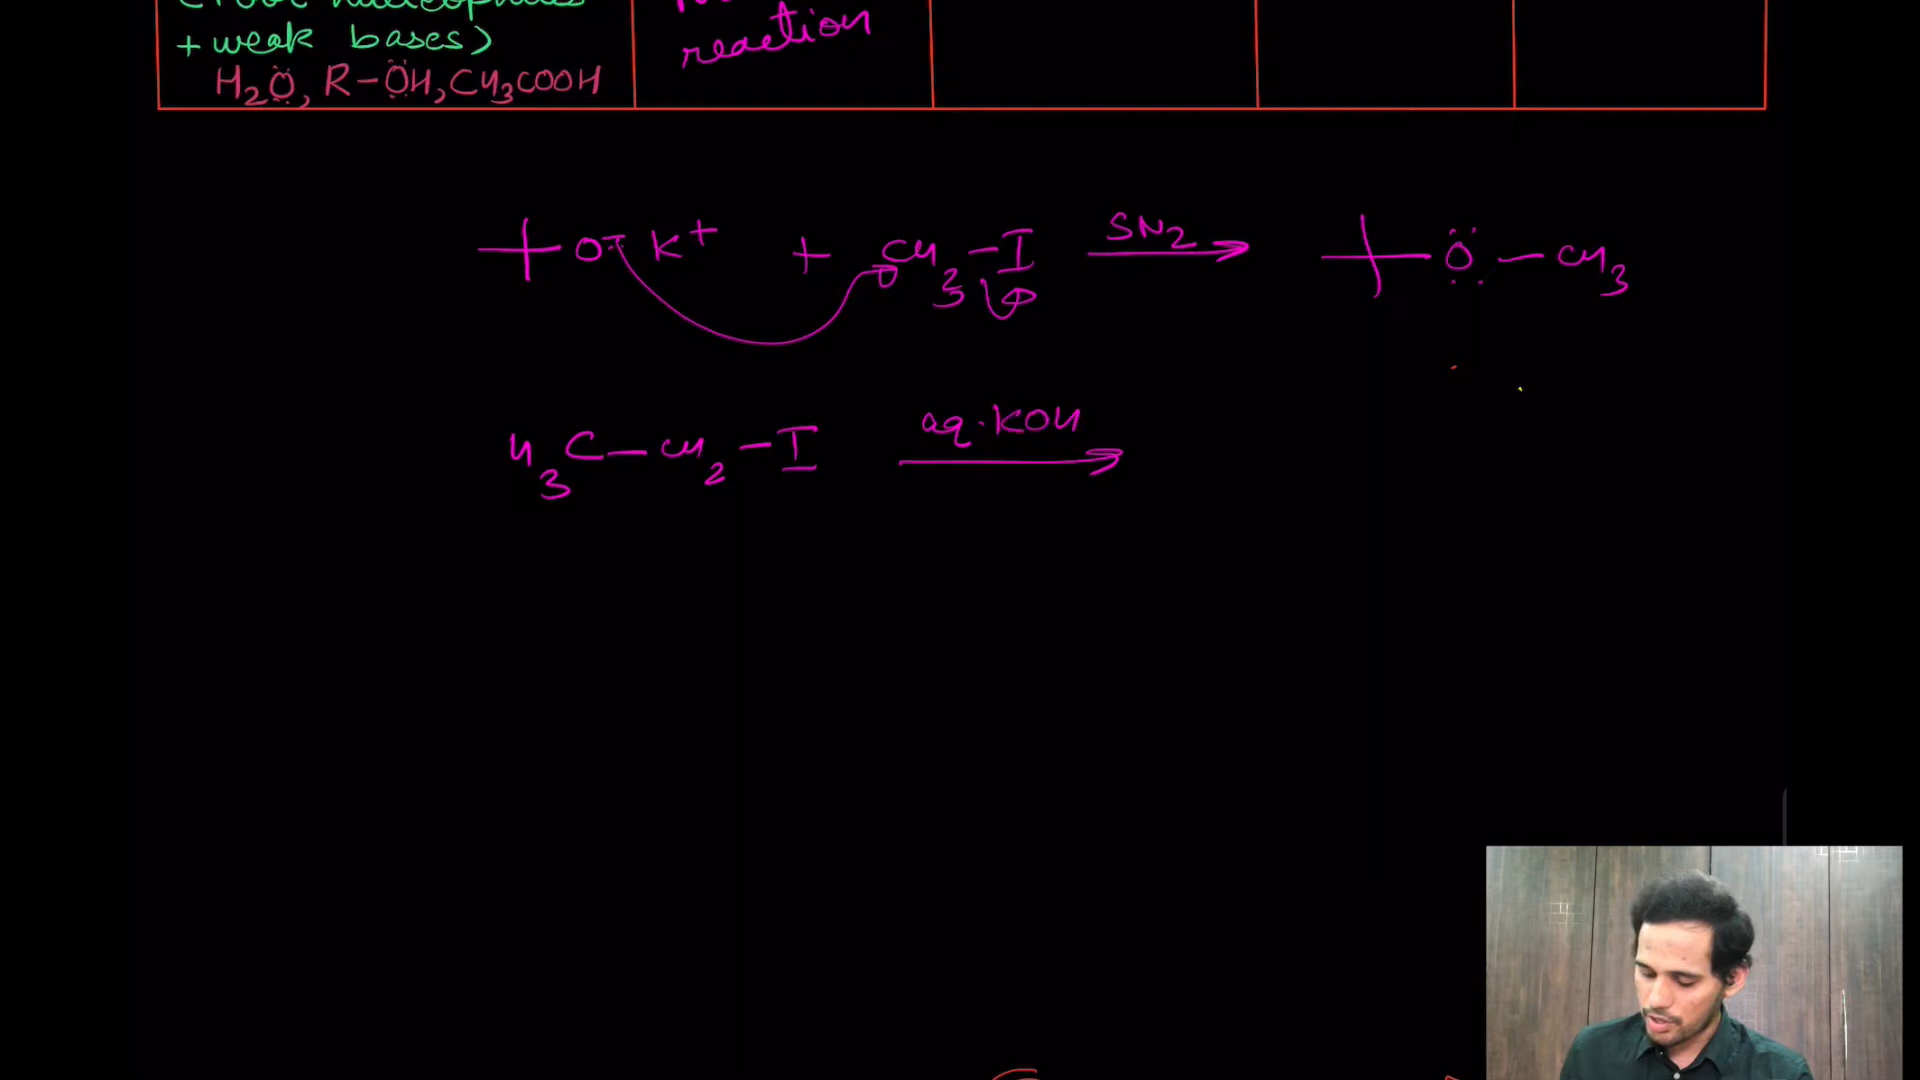 + weak bases)
H₂Ö, R–ÖH, CH₃COOH
reaction
O⁻ K⁺ + CH₃–I SN2 Ö – CH₃
H₃C – CH₂ – I aq. KOH